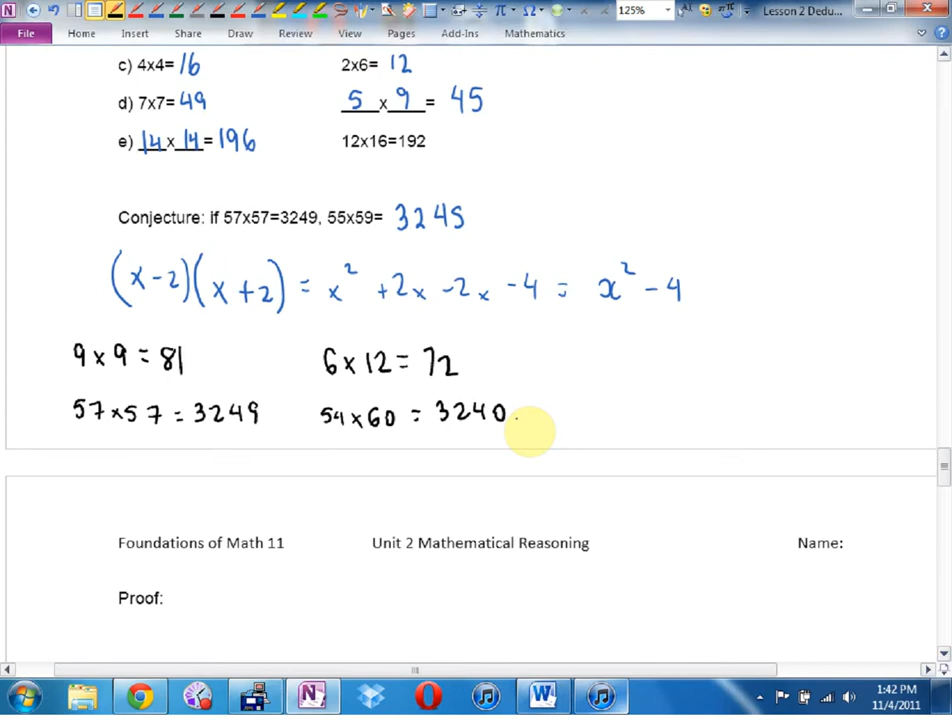 125% Lesson 2 Dedu
File Home Insert Share Draw Review View Pages Add-Ins Mathematics
c) 4x4= 16 2x6= 12
d) 7x7= 49 5 x 9 = 45
e) 14 x 14 = 196 12x16=192
Conjecture: if 57x57=3249, 55x59= 3245
(x-2)(x+2) = x² +2x -2x -4 = x² - 4
9 x 9 = 81 6 x 12 = 72
57 x 57 = 3249 54 x 60 = 3240
Foundations of Math 11 Unit 2 Mathematical Reasoning Name:
Proof:
1:42 PM
11/4/2011